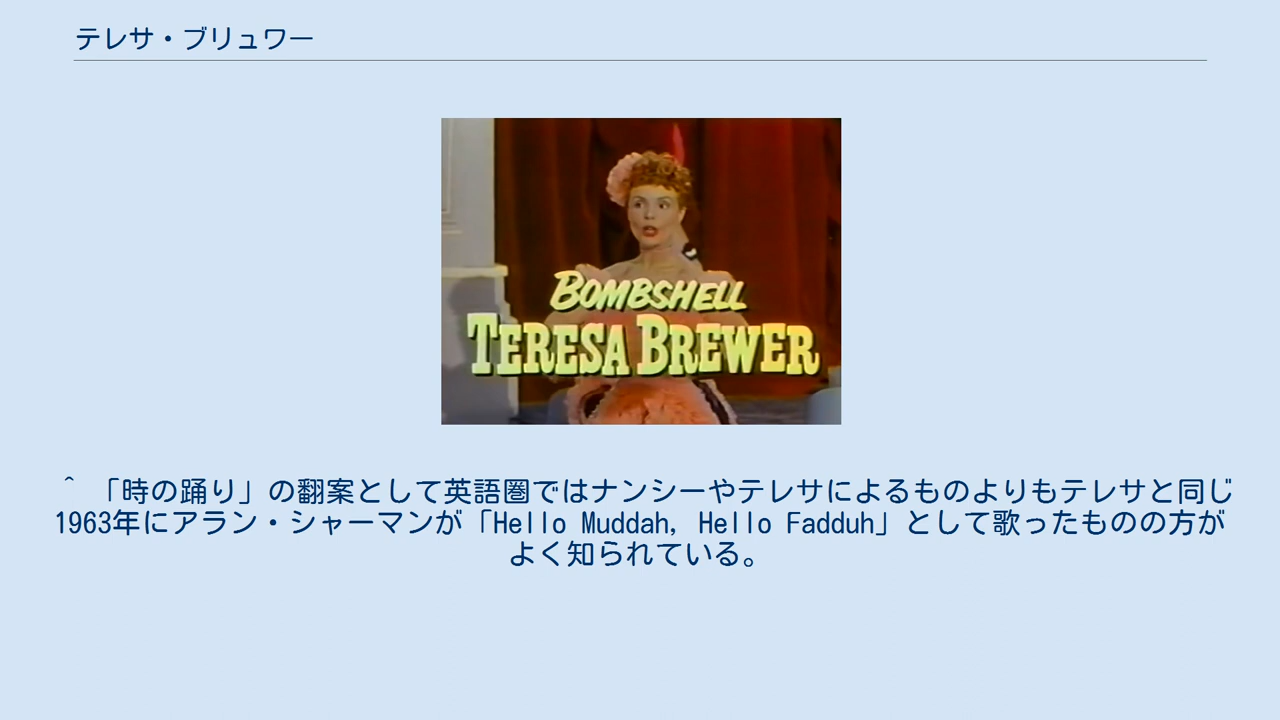 テレサ・ブリュワー
BOMBSHELL
TERESA BREWER
^ 「時の踊り」の翻案として英語圏ではナンシーやテレサによるものよりもテレサと同じ
1963年にアラン・シャーマンが「Hello Muddah, Hello Fadduh」として歌ったものの方が
よく知られている。